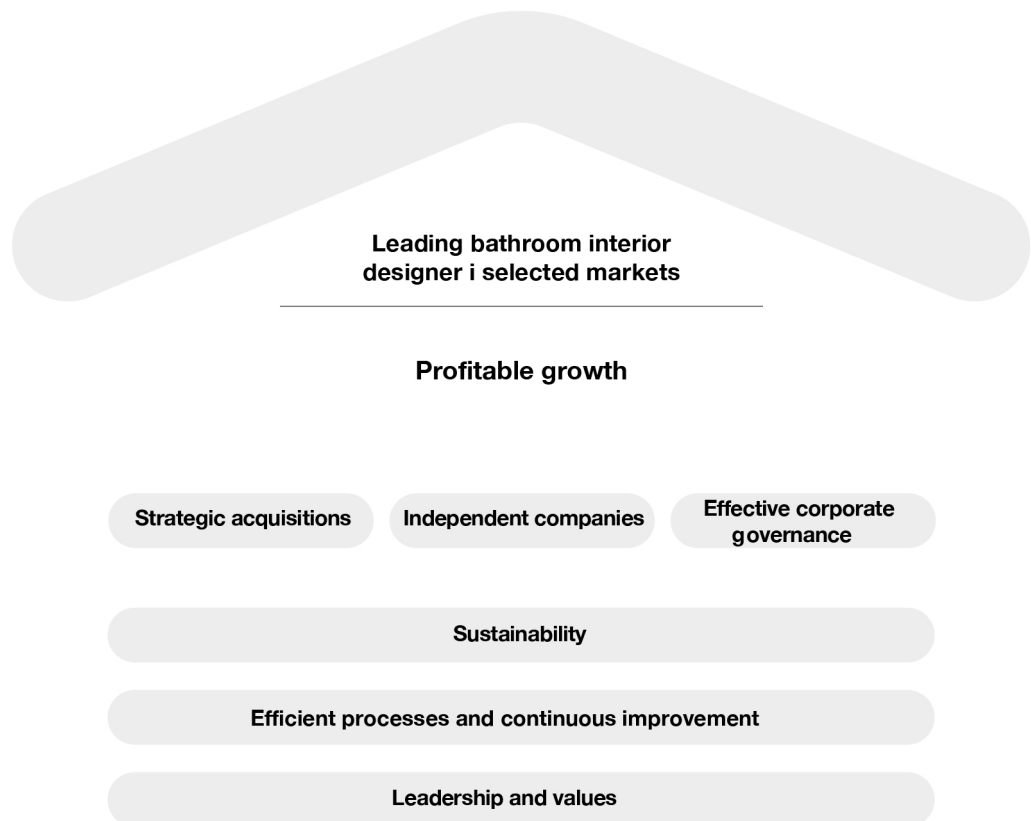 Leading bathroom interior
designer i selected markets
Profitable growth
Strategic acquisitions
Independent companies
Effective corporate
governance
Sustainability
Efficient processes and continuous improvement
Leadership and values